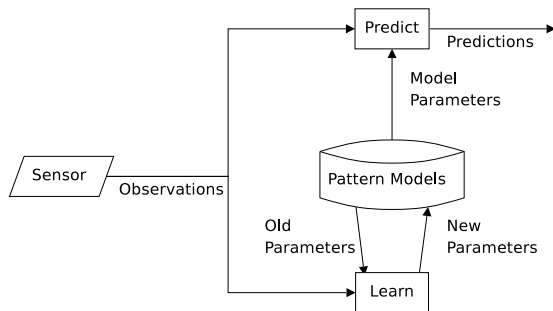 Predict
Predictions
Model
Parameters
Sensor
Observations
Pattern Models
Old
Parameters
New
Parameters
Learn